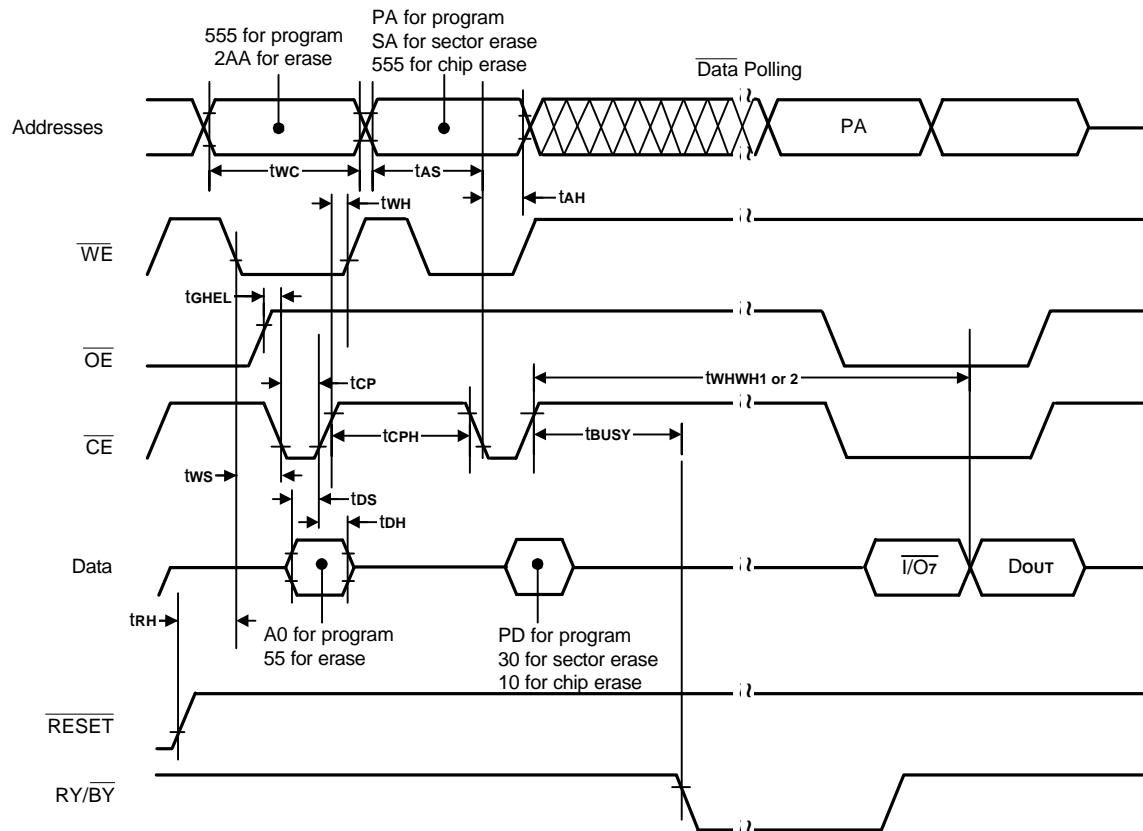 555 for program
2AA for erase
PA for program
SA for sector erase
555 for chip erase
Data Polling
Addresses
PA
tWC
tAS
tWH
tAH
WE
tGHEL
OE
tCP
tWHWH1 or 2
CE
tCPH
tBUSY
tWS
tDS
tDH
Data
I/O7
DOUT
tRH
A0 for program
55 for erase
PD for program
30 for sector erase
10 for chip erase
RESET
RY/BY